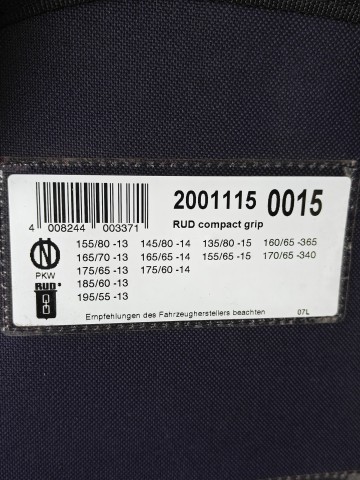 4 008244 003371
2001115 0015
RUD compact grip
N
PKW
RUD
155/80 -13 145/80 -14 135/80 -15 160/65 -365
165/70 -13 165/65 -14 155/65 -15 170/65 -340
175/65 -13 175/60 -14
185/60 -13
195/55 -13
Empfehlungen des Fahrzeugherstellers beachten 07L